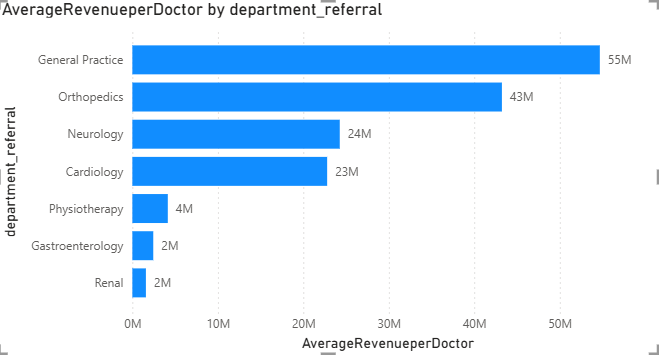 AverageRevenueperDoctor by department_referral
department_referral
General Practice 55M
Orthopedics 43M
Neurology 24M
Cardiology 23M
Physiotherapy 4M
Gastroenterology 2M
Renal 2M
0M 10M 20M 30M 40M 50M
AverageRevenueperDoctor